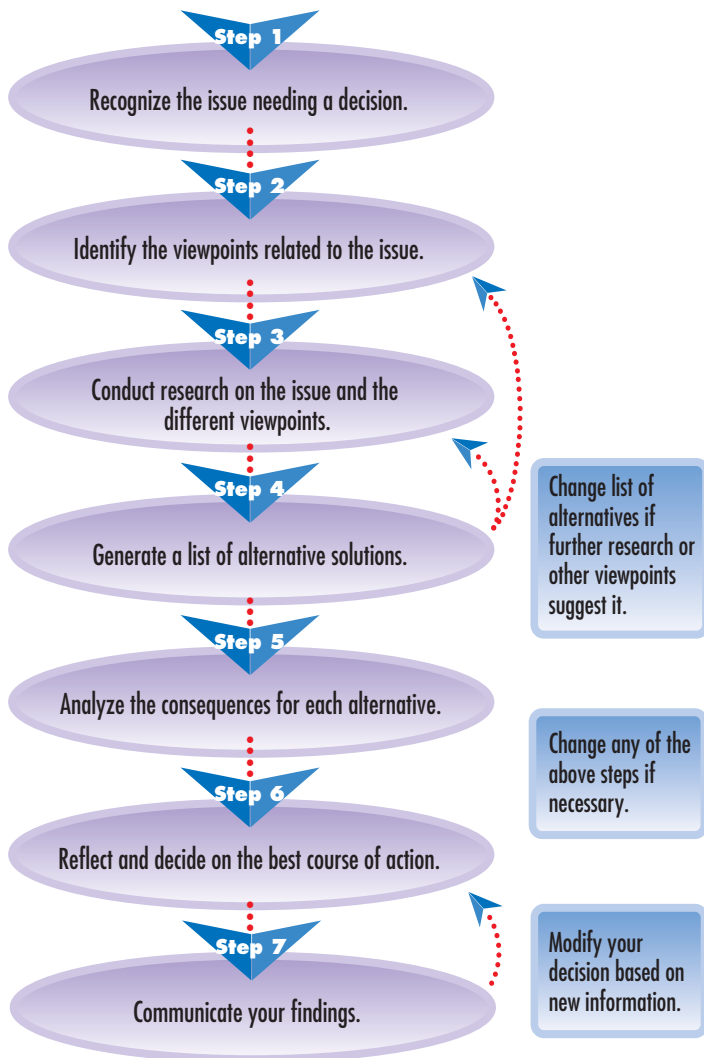 Step 1
Recognize the issue needing a decision.
Step 2
Identify the viewpoints related to the issue.
Step 3
Conduct research on the issue and the
different viewpoints.
Step 4
Generate a list of alternative solutions.
Change list of
alternatives if
further research or
other viewpoints
suggest it.
Step 5
Analyze the consequences for each alternative.
Change any of the
above steps if
necessary.
Step 6
Reflect and decide on the best course of action.
Step 7
Communicate your findings.
Modify your
decision based on
new information.